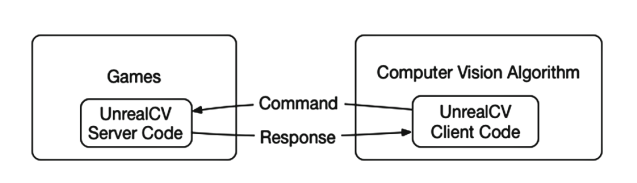 Games
UnrealCV
Server Code
Command
Response
Computer Vision Algorithm
UnrealCV
Client Code